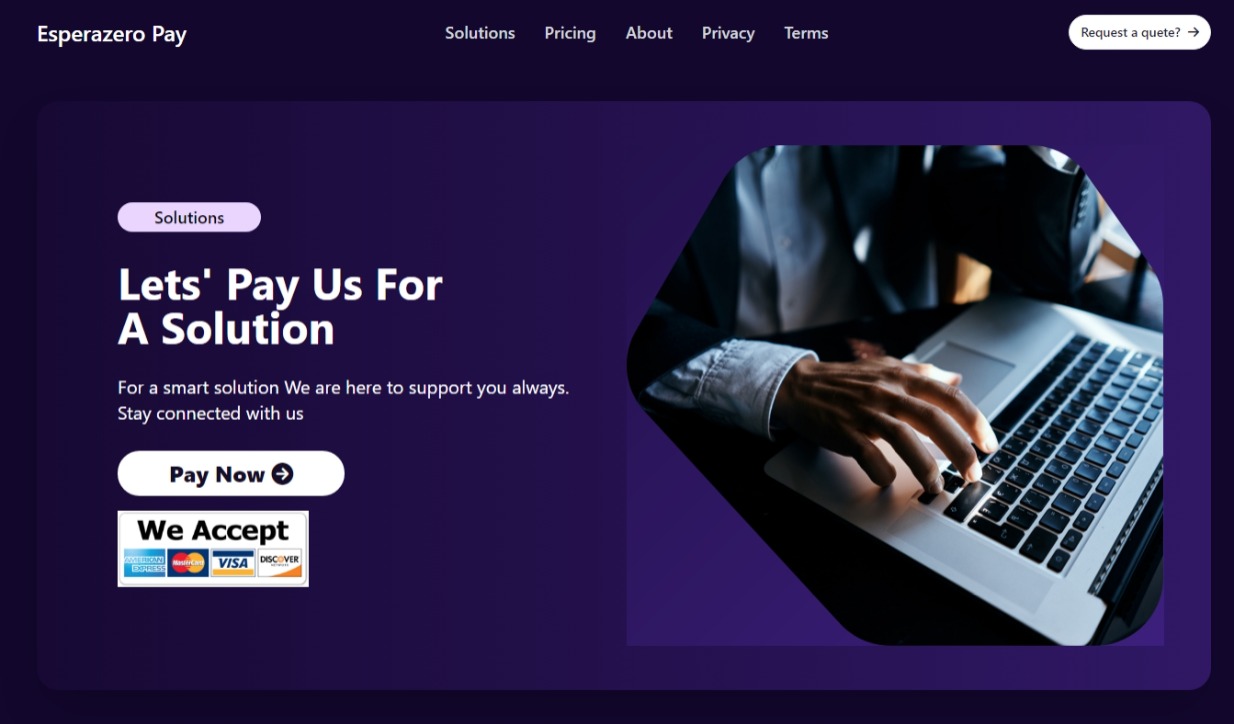 Esperazero Pay
Solutions
Pricing
About
Privacy
Terms
Request a quete?
Solutions
Lets' Pay Us For
A Solution
For a smart solution We are here to support you always.
Stay connected with us
Pay Now
We Accept
AMERICAN EXPRESS
MasterCard
VISA
DISCOVER
NETWORK